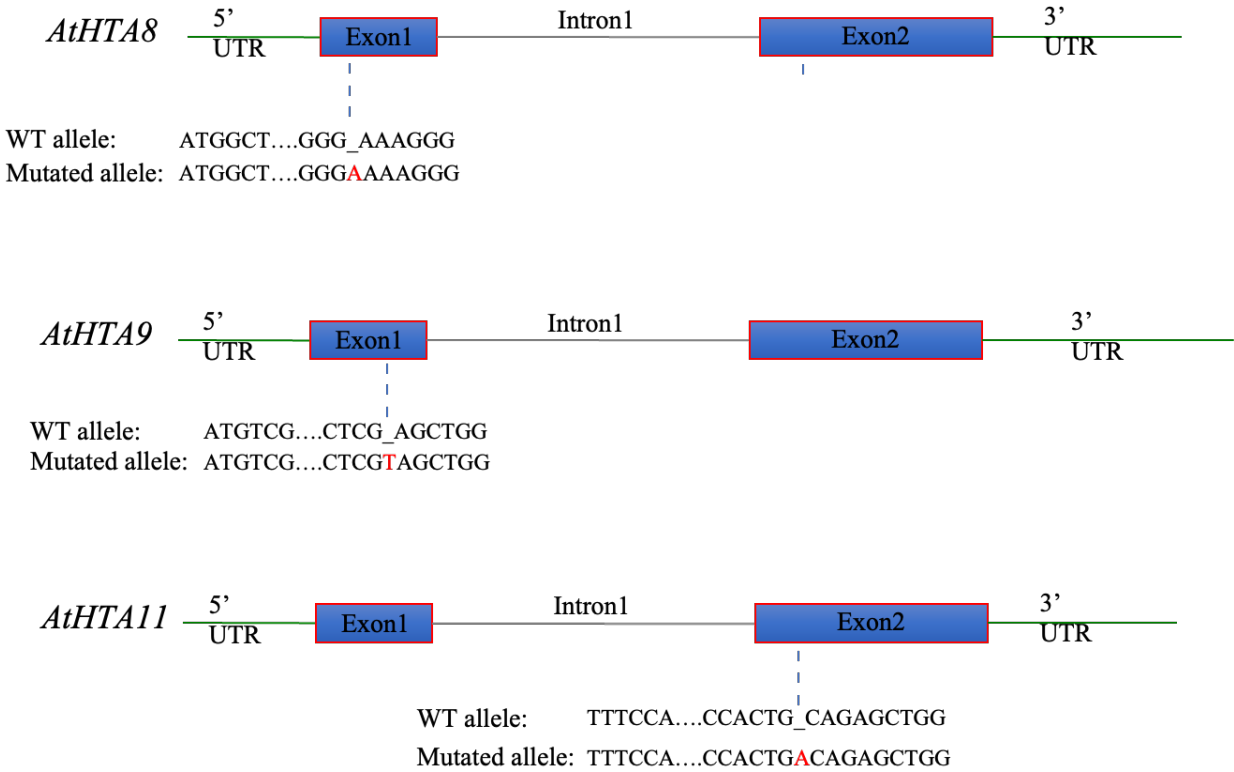 AtHTA8 5’ UTR Exon1 Intron1 Exon2 3’ UTR
WT allele: ATGGCT....GGG_AAAGGG
Mutated allele: ATGGCT....GGGAAAAGGG
AtHTA9 5’ UTR Exon1 Intron1 Exon2 3’ UTR
WT allele: ATGTCG....CTCG_AGCTGG
Mutated allele: ATGTCG....CTCGTAGCTGG
AtHTA11 5’ UTR Exon1 Intron1 Exon2 3’ UTR
WT allele: TTTCCA....CCACTG_CAGAGCTGG
Mutated allele: TTTCCA....CCACTGACAGAGCTGG